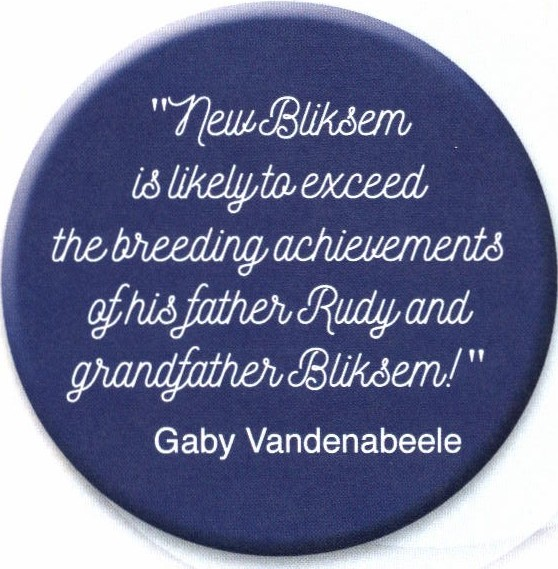 "New Bliksem
is likely to exceed
the breeding achievements
of his father Rudy and
grandfather Bliksem!"
Gaby Vandenabeele